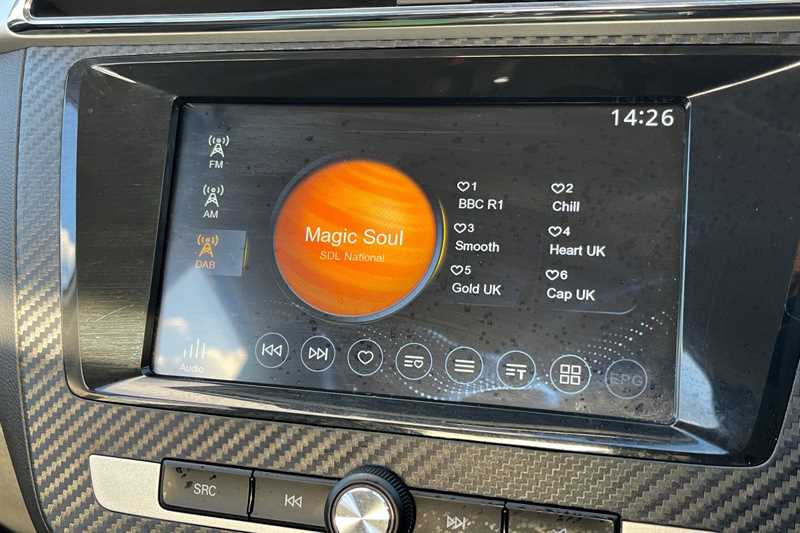 14:26
FM
AM
DAB
Magic Soul
SDL National
1
BBC R1
2
Chill
3
Smooth
4
Heart UK
5
Gold UK
6
Cap UK
Audio
EPG
SRC